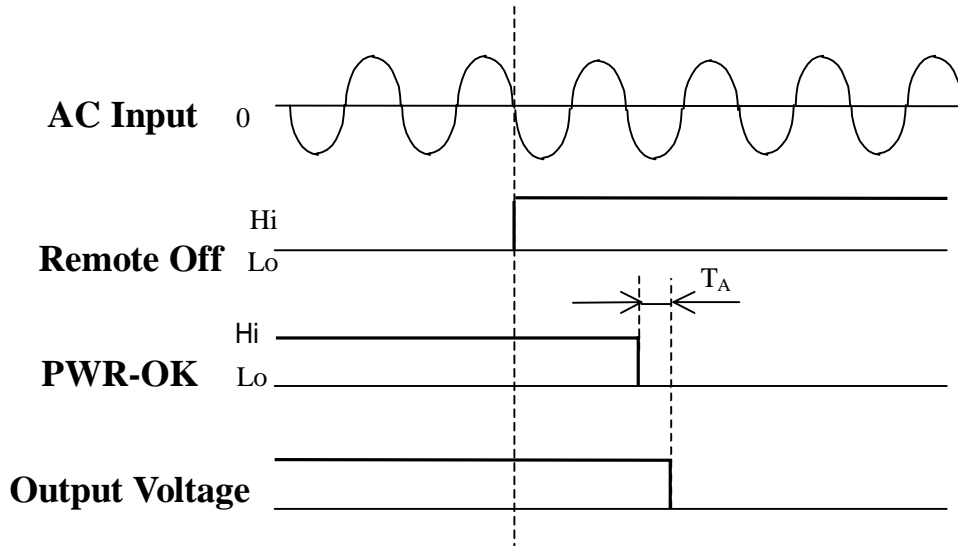 AC Input 0
Hi
Remote Off Lo
TA
Hi
PWR-OK Lo
Output Voltage